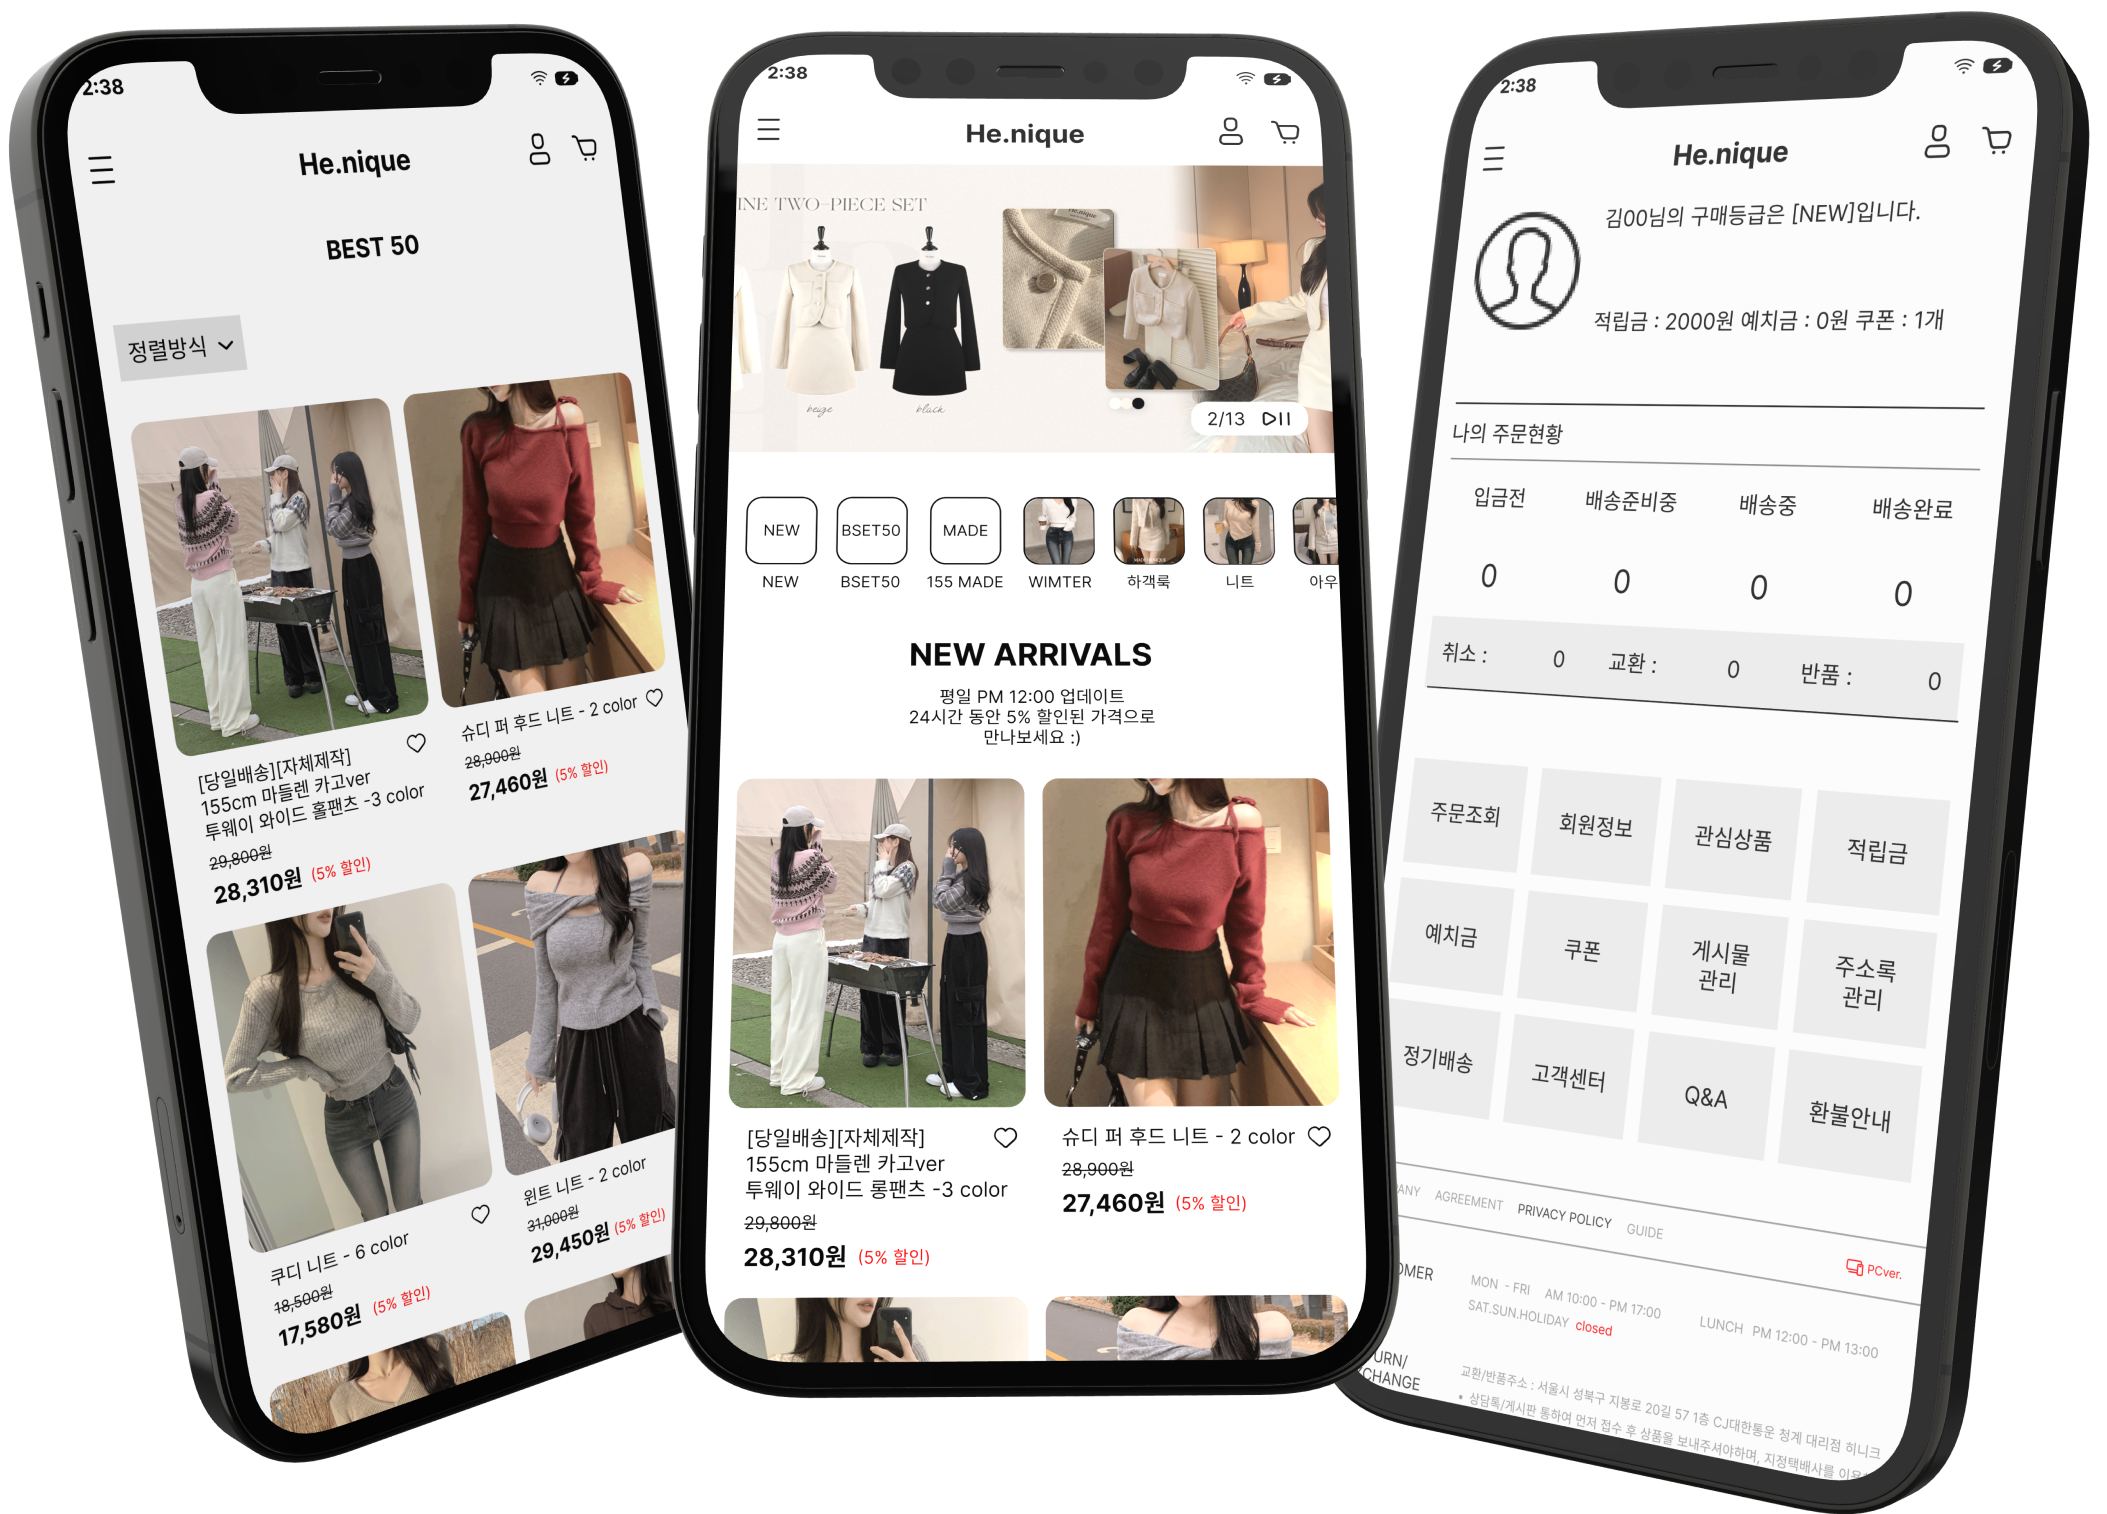 2:38
He.nique
BEST 50
정렬방식
[당일배송][자체제작]
155cm 마들렌 카고ver
투웨이 와이드 홀팬츠 -3 color
29,800원
28,310원 (5% 할인)
슈디 퍼 후드 니트 - 2 color
28,900원
27,460원 (5% 할인)
쿠디 니트 - 6 color
18,500원
17,580원 (5% 할인)
윈트 니트 - 2 color
31,000원
29,450원 (5% 할인)
2:38
He.nique
INE TWO-PIECE SET
He.nique
beige
black
2/13
NEW
BSET50
MADE
NEW
BSET50
155 MADE
WIMTER
하객룩
니트
아우
NEW ARRIVALS
평일 PM 12:00 업데이트
24시간 동안 5% 할인된 가격으로
만나보세요 :)
[당일배송][자체제작]
155cm 마들렌 카고ver
투웨이 와이드 롱팬츠 -3 color
29,800원
28,310원 (5% 할인)
슈디 퍼 후드 니트 - 2 color
28,900원
27,460원 (5% 할인)
2:38
He.nique
김00님의 구매등급은 [NEW]입니다.
적립금 : 2000원 예치금 : 0원 쿠폰 : 1개
나의 주문현황
입금전 배송준비중 배송중 배송완료
0 0 0 0
취소 : 0 교환 : 0 반품 : 0
주문조회
회원정보
관심상품
적립금
예치금
쿠폰
게시물
관리
주소록
관리
정기배송
고객센터
Q&A
환불안내
PANY AGREEMENT PRIVACY POLICY GUIDE
PCver.
OMER
MON - FRI AM 10:00 - PM 17:00
SAT.SUN.HOLIDAY closed
LUNCH PM 12:00 - PM 13:00
URN/
CHANGE
교환/반품주소 : 서울시 성북구 지봉로 20길 57 1층 CJ대한통운 청계 대리점 히니크
• 상담톡/게시판 통하여 먼저 접수 후 상품을 보내주셔야하며, 지정택배사를